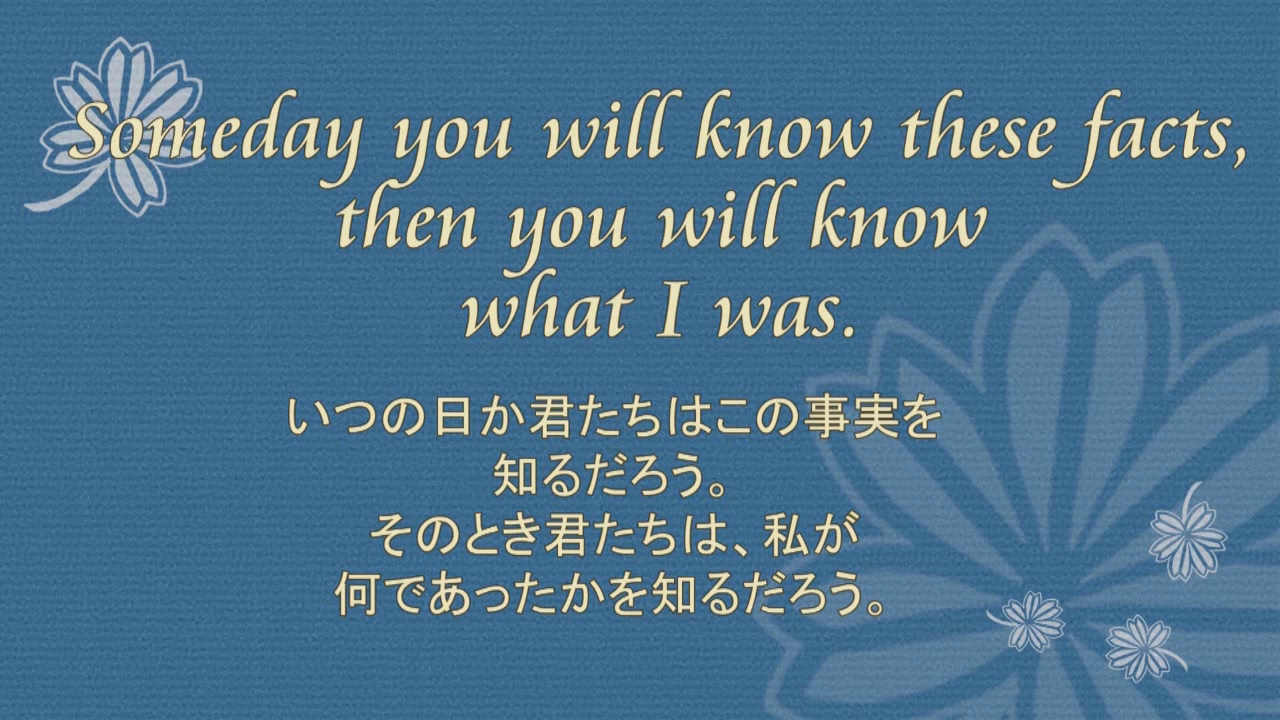 Someday you will know these facts,
then you will know
what I was.
いつの日か君たちはこの事実を
知るだろう。
そのとき君たちは、私が
何であったかを知るだろう。